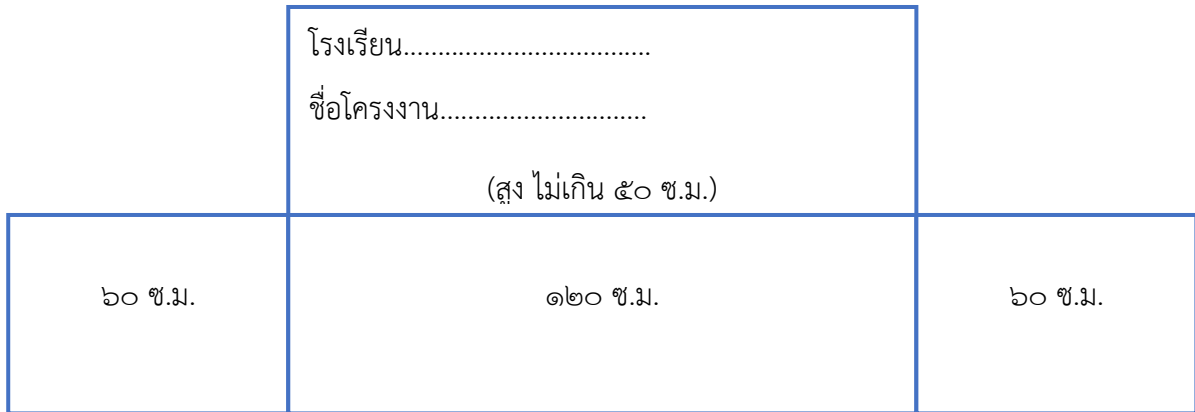 โรงเรียน....................................
ชื่อโครงงาน..............................
(สูง ไม่เกิน ๕๐ ซ.ม.)
๖๐ ซ.ม. ๑๒๐ ซ.ม. ๖๐ ซ.ม.